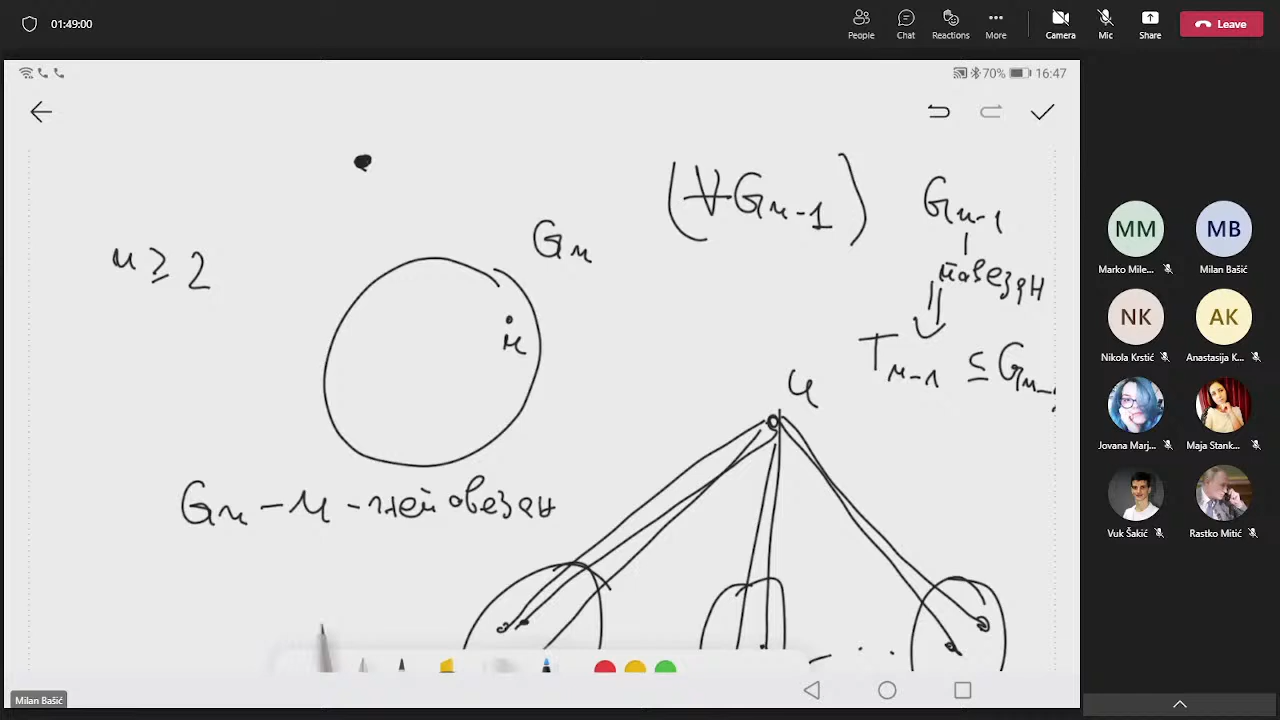 01:49:00
People
Chat
Reactions
More
Camera
Mic
Share
Leave
70% 16:47
(∀Gₙ₋₁)
Gₙ₋₁
повезан
Gₙ
n ≥ 2
Tₙ₋₁ ⊆ Gₙ₋
n
u
Gₙ - u - неповезан
MM
MB
Marko Mile...
Milan Bašić
NK
AK
Nikola Krstić
Anastasija K...
Jovana Marj...
Maja Stank...
Vuk Šakić
Rastko Mitić
Milan Bašić